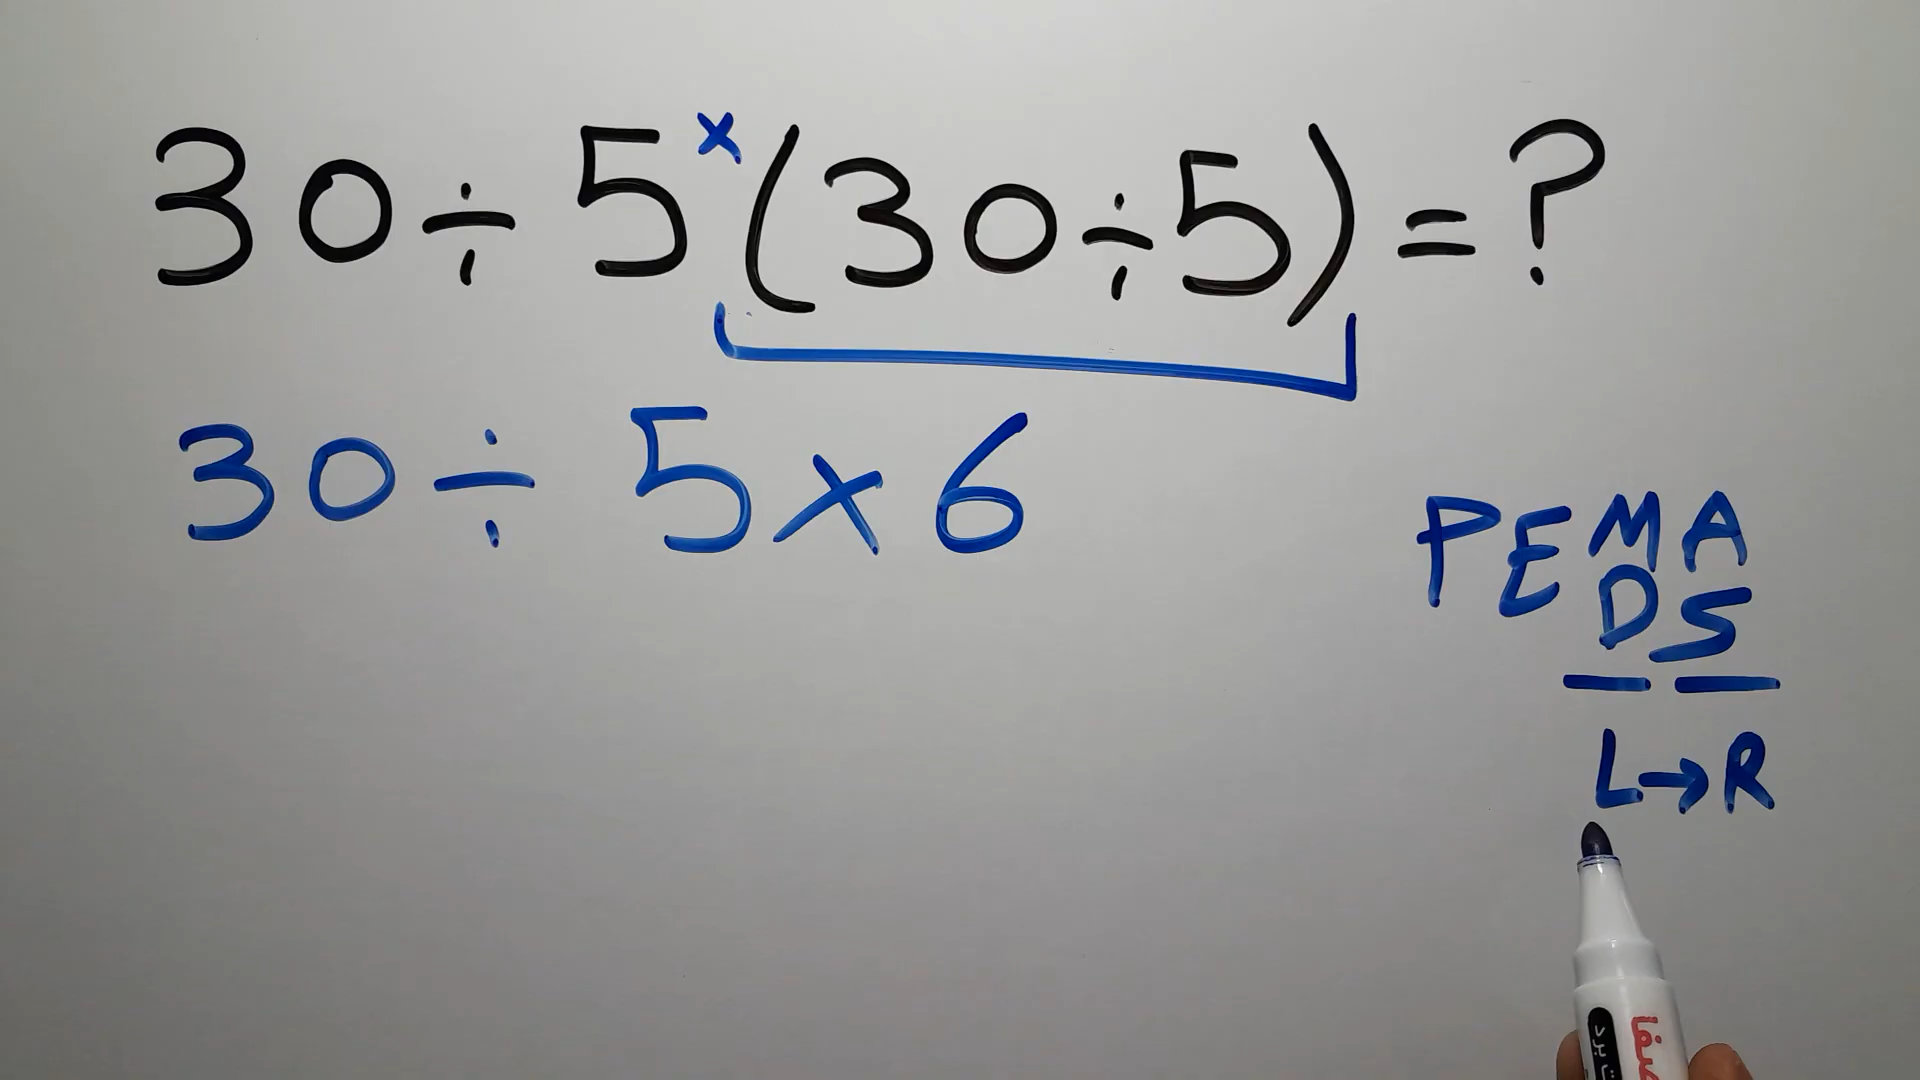 30 ÷ 5 × (30 ÷ 5) = ?
30 ÷ 5 × 6
PEMA
DS
L → R